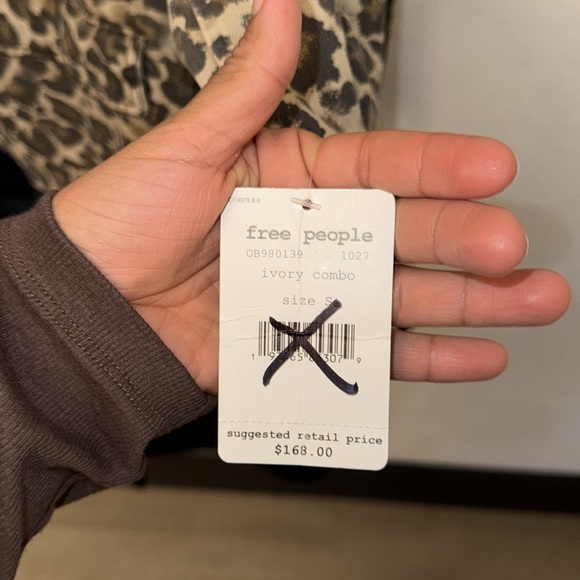 free people
OB980139 1027
ivory combo
size S
suggested retail price
$168.00